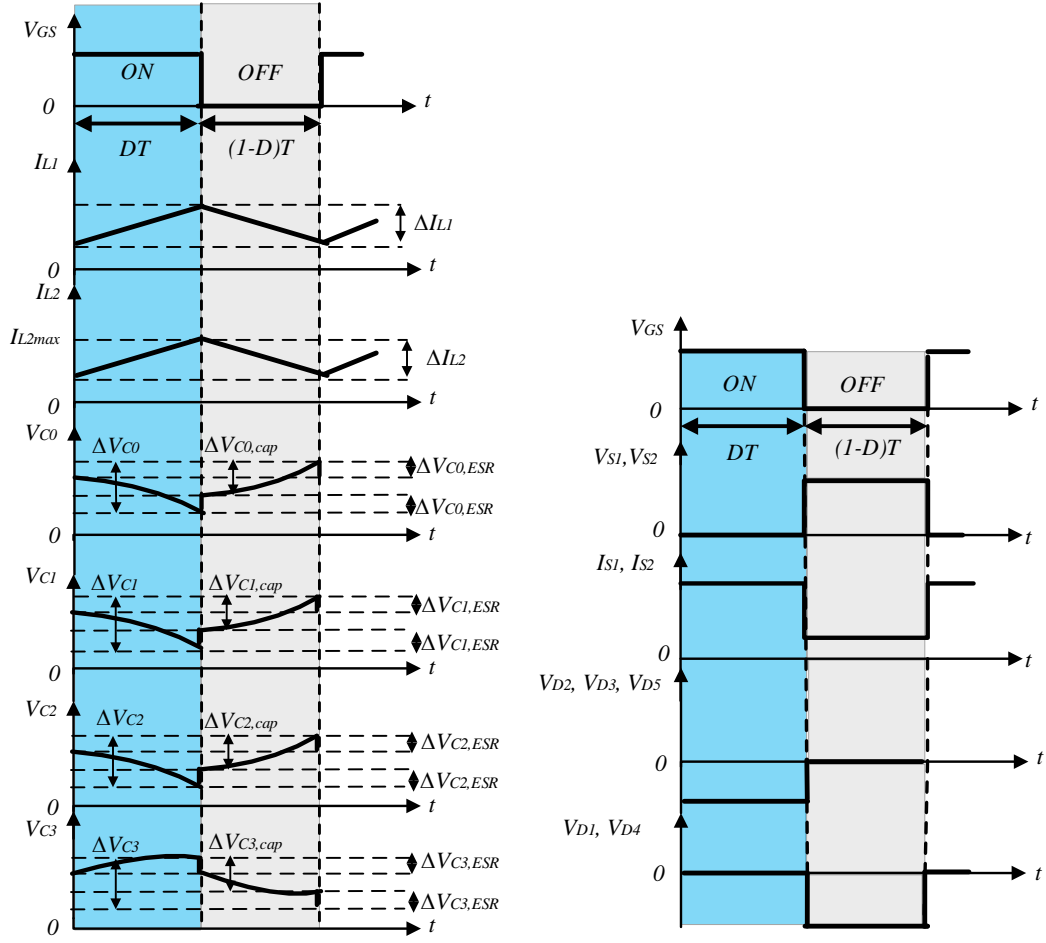 VGS
ON
OFF
0
t
DT
(1-D)T
IL1
ΔIL1
0
t
IL2
IL2max
ΔIL2
0
t
VC0
ΔVC0
ΔVC0,cap
ΔVC0,ESR
ΔVC0,ESR
0
t
VC1
ΔVC1
ΔVC1,cap
ΔVC1,ESR
ΔVC1,ESR
0
t
VC2
ΔVC2
ΔVC2,cap
ΔVC2,ESR
ΔVC2,ESR
0
t
VC3
ΔVC3
ΔVC3,cap
ΔVC3,ESR
ΔVC3,ESR
0
t
VGS
ON
OFF
0
t
DT
(1-D)T
VS1,VS2
0
t
IS1, IS2
0
t
VD2, VD3, VD5
0
t
VD1, VD4
0
t